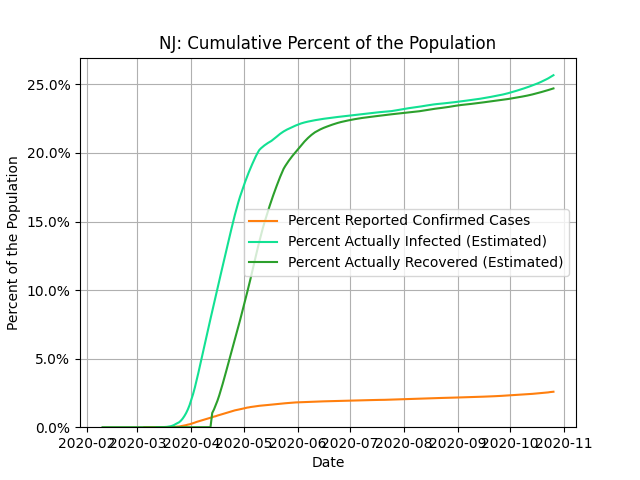 NJ: Cumulative Percent of the Population
Percent of the Population
25.0%
20.0%
15.0%
10.0%
5.0%
0.0%
Percent Reported Confirmed Cases
Percent Actually Infected (Estimated)
Percent Actually Recovered (Estimated)
2020-02 2020-03 2020-04 2020-05 2020-06 2020-07 2020-08 2020-09 2020-10 2020-11
Date